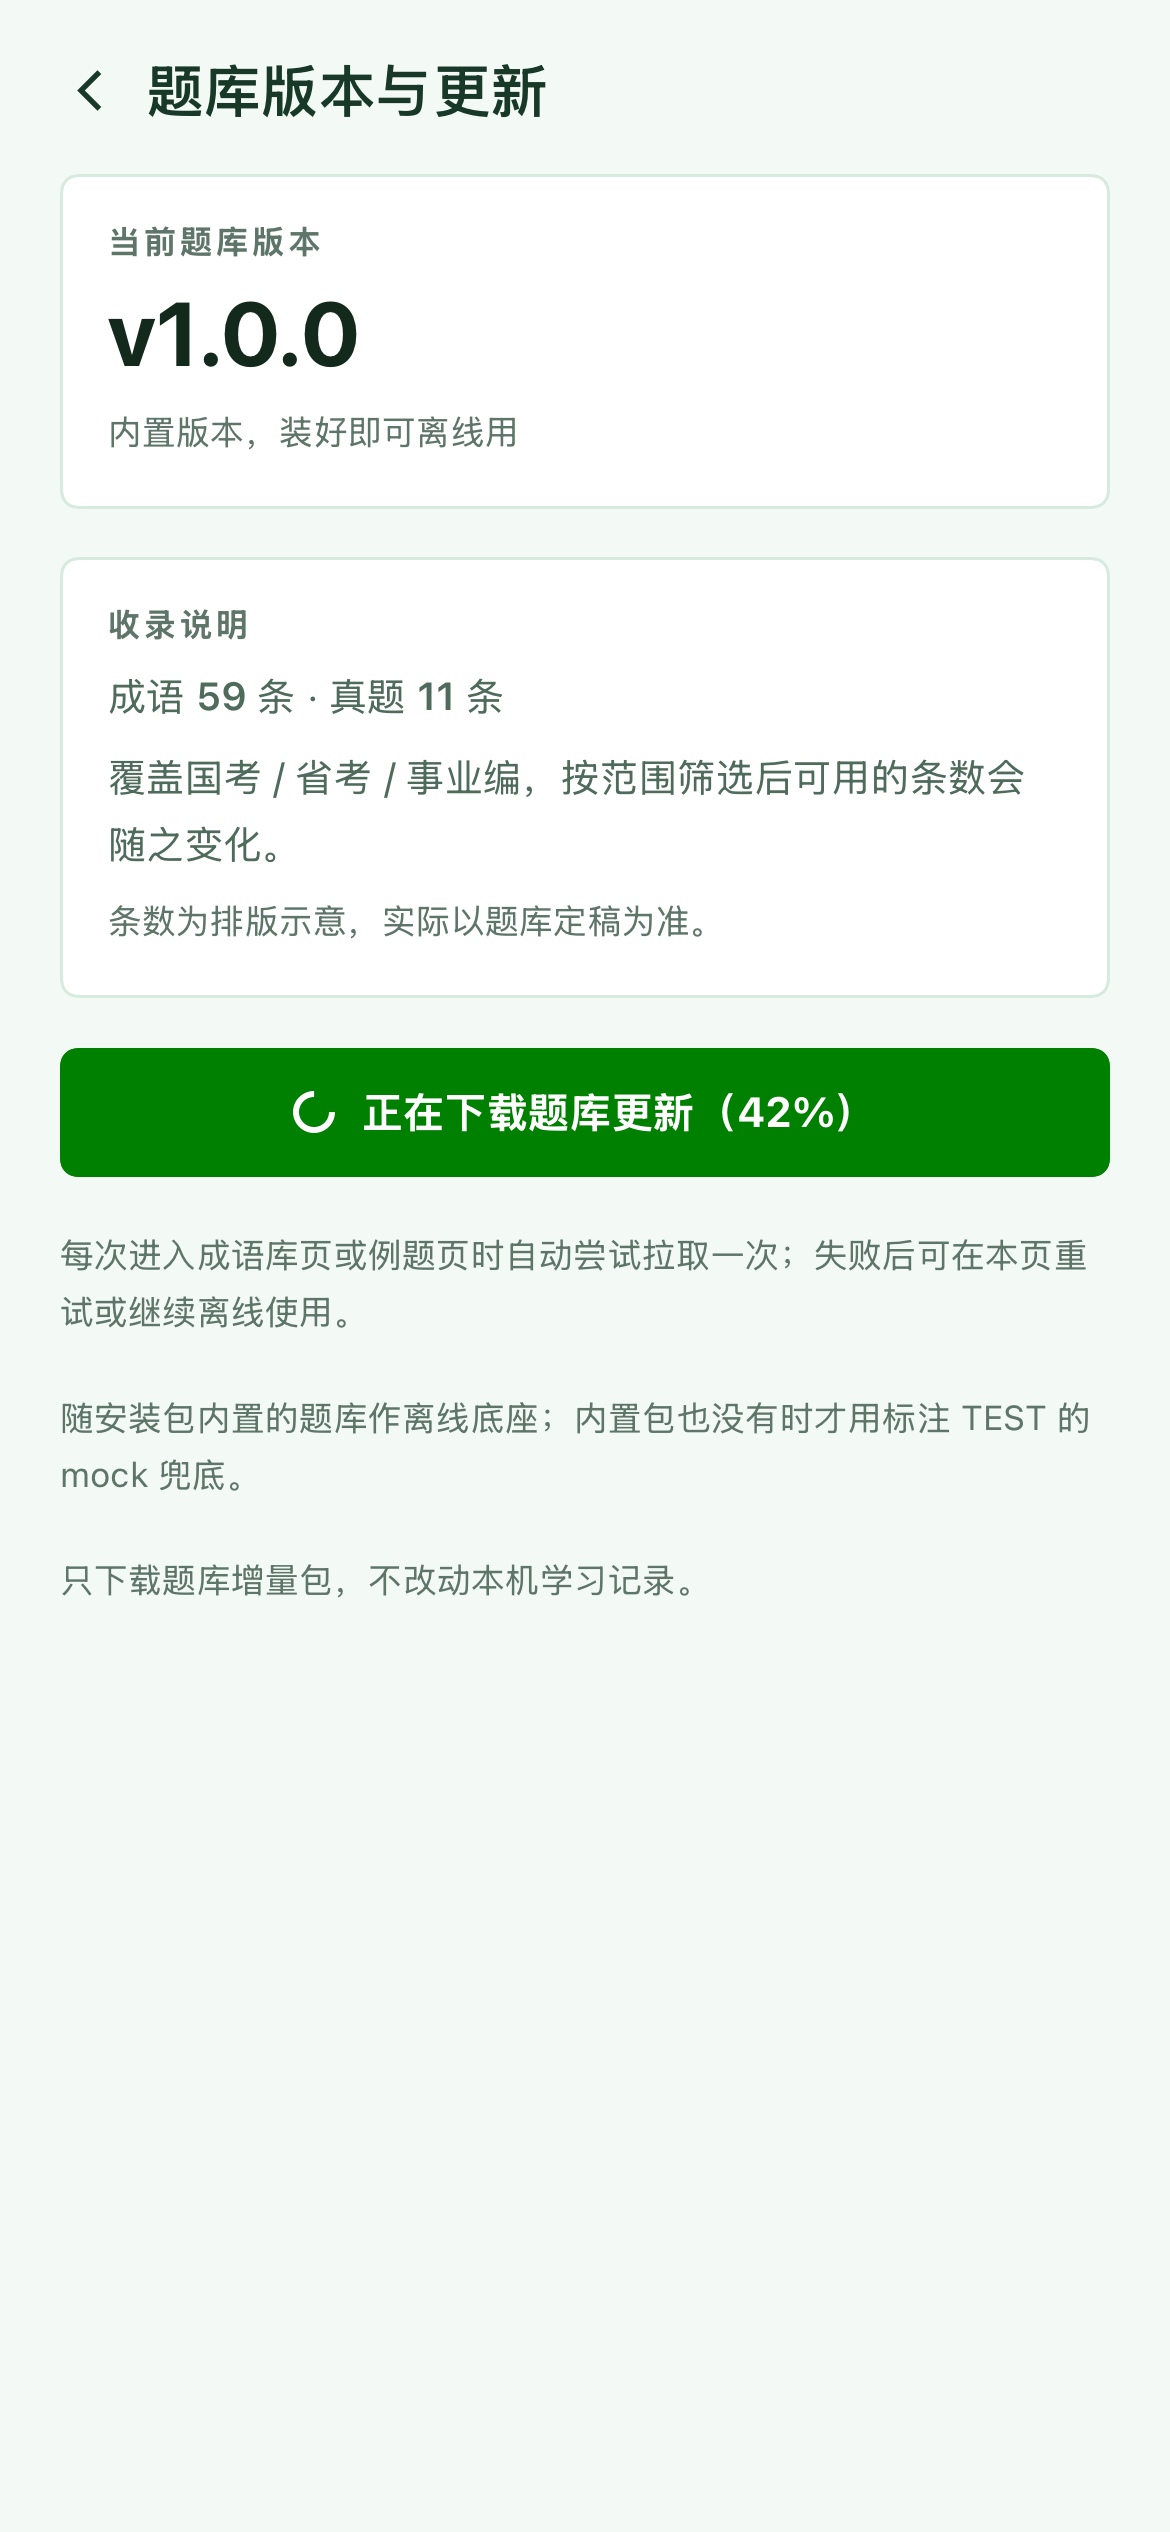 题库版本与更新
当前题库版本
v1.0.0
内置版本，装好即可离线用
收录说明
成语 59 条 · 真题 11 条
覆盖国考 / 省考 / 事业编，按范围筛选后可用的条数会
随之变化。
条数为排版示意，实际以题库定稿为准。
正在下载题库更新（42%）
每次进入成语库页或例题页时自动尝试拉取一次；失败后可在本页重
试或继续离线使用。
随安装包内置的题库作离线底座；内置包也没有时才用标注 TEST 的
mock 兜底。
只下载题库增量包，不改动本机学习记录。